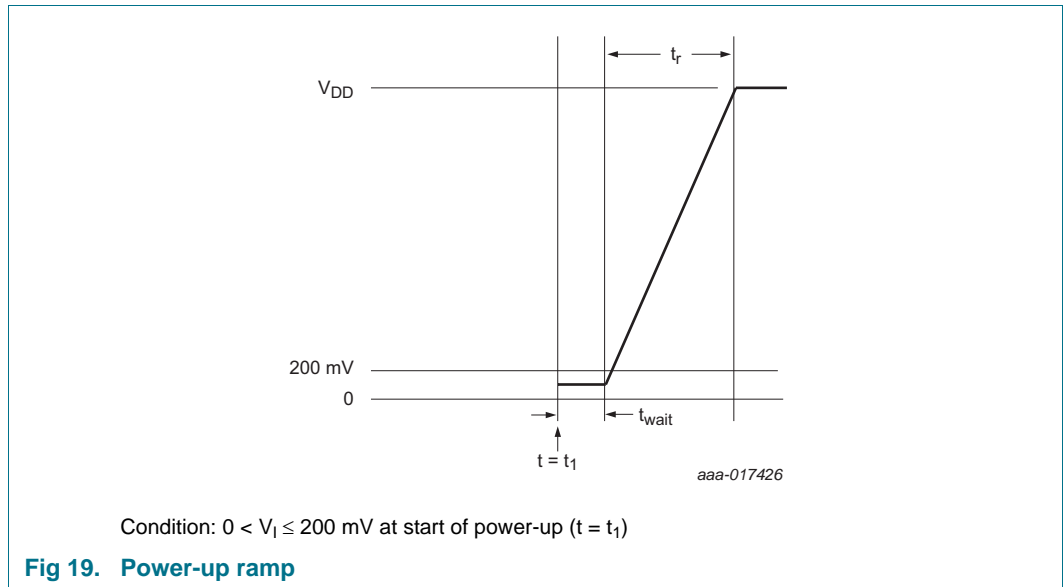 t_r
V_DD
200 mV
0
t_wait
t = t_1
aaa-017426
Condition: 0 < V_I ≤ 200 mV at start of power-up (t = t_1)
Fig 19. Power-up ramp